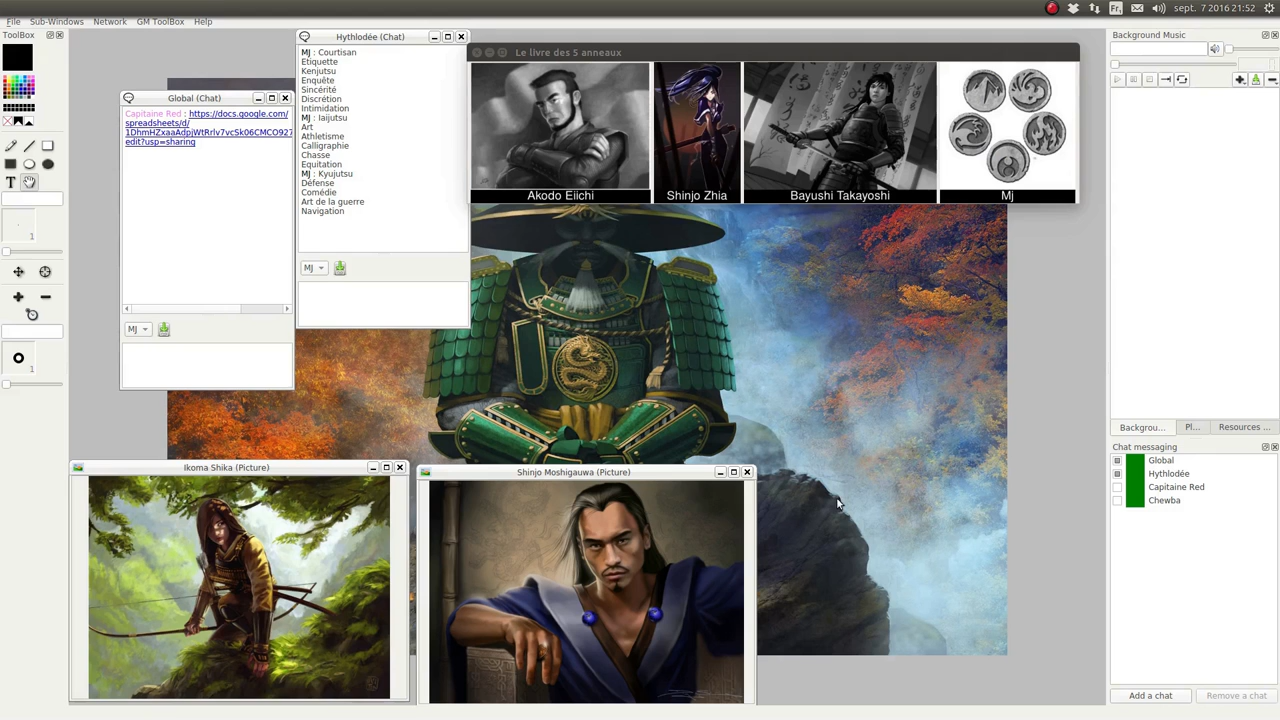 Fr
sept. 7 2016 21:52
File Sub-Windows Network GM ToolBox Help
ToolBox
1
1
Global (Chat)
Capitaine Red : https://docs.google.com/
spreadsheets/d/
edit?usp=sharing
MJ
Hythlodée (Chat)
MJ : Courtisan
Etiquette
Kenjutsu
Enquête
Sincérité
Discrétion
Intimidation
MJ : Iaijutsu
Art
Athletisme
Calligraphie
Chasse
Equitation
MJ : Kyujutsu
Défense
Comédie
Art de la guerre
Navigation
MJ
Le livre des 5 anneaux
Akodo Eiichi
Shinjo Zhia
Bayushi Takayoshi
Mj
Ikoma Shika (Picture)
Shinjo Moshigauwa (Picture)
Background Music
Backgrou... Pl... Resources ...
Chat messaging
Global
Hythlodée
Capitaine Red
Chewba
Add a chat
Remove a chat